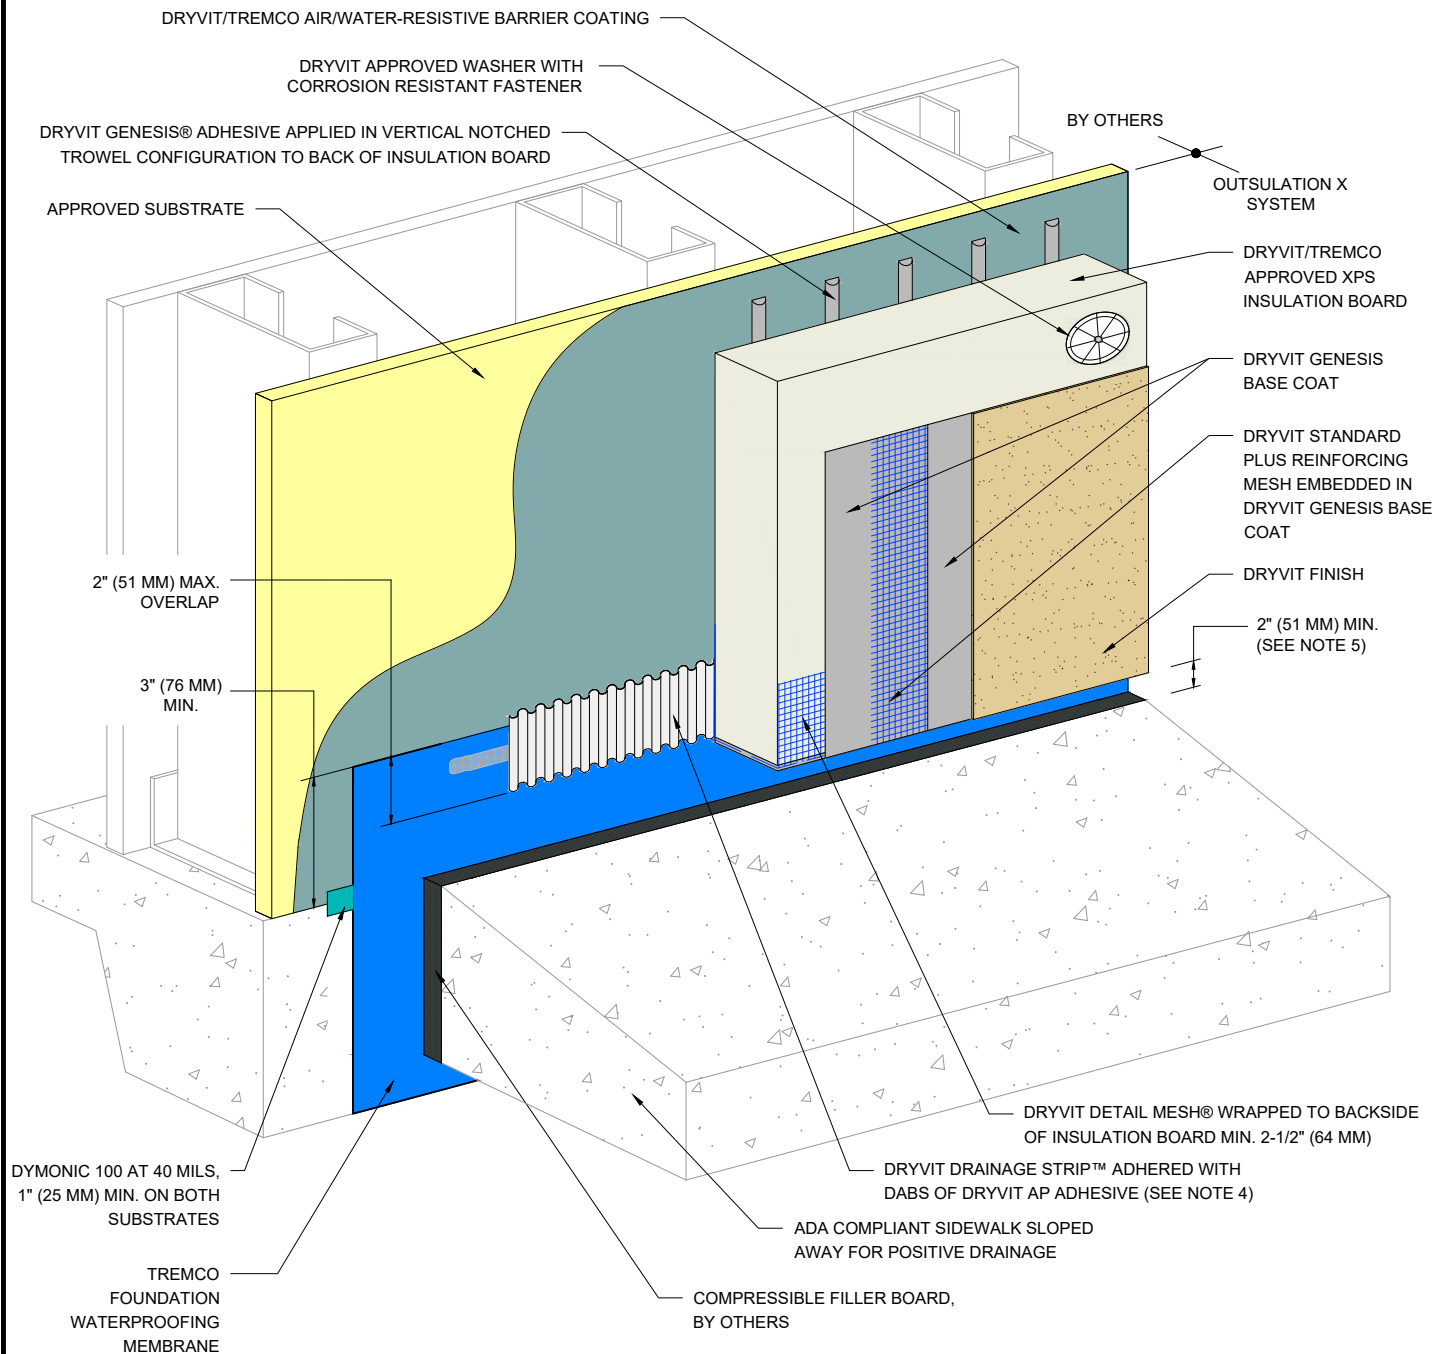 DRYVIT/TREMCO AIR/WATER-RESISTIVE BARRIER COATING
DRYVIT APPROVED WASHER WITH
CORROSION RESISTANT FASTENER
DRYVIT GENESIS® ADHESIVE APPLIED IN VERTICAL NOTCHED
TROWEL CONFIGURATION TO BACK OF INSULATION BOARD
APPROVED SUBSTRATE
BY OTHERS
OUTSULATION X
SYSTEM
DRYVIT/TREMCO
APPROVED XPS
INSULATION BOARD
DRYVIT GENESIS
BASE COAT
DRYVIT STANDARD
PLUS REINFORCING
MESH EMBEDDED IN
DRYVIT GENESIS BASE
COAT
DRYVIT FINISH
2" (51 MM) MIN.
(SEE NOTE 5)
2" (51 MM) MAX.
OVERLAP
3" (76 MM)
MIN.
DRYVIT DETAIL MESH® WRAPPED TO BACKSIDE
OF INSULATION BOARD MIN. 2-1/2" (64 MM)
DRYVIT DRAINAGE STRIP™ ADHERED WITH
DABS OF DRYVIT AP ADHESIVE (SEE NOTE 4)
ADA COMPLIANT SIDEWALK SLOPED
AWAY FOR POSITIVE DRAINAGE
COMPRESSIBLE FILLER BOARD,
BY OTHERS
DYMONIC 100 AT 40 MILS,
1" (25 MM) MIN. ON BOTH
SUBSTRATES
TREMCO
FOUNDATION
WATERPROOFING
MEMBRANE